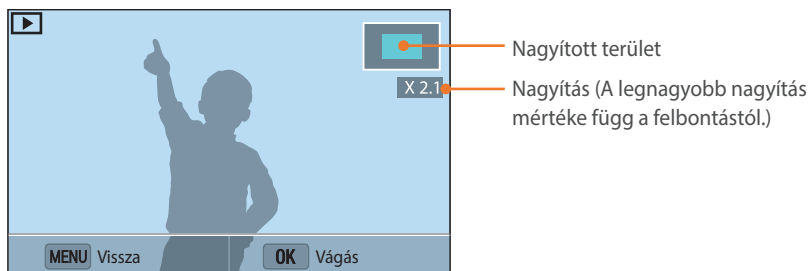 Nagyított terület
X 2.1
Nagyítás (A legnagyobb nagyítás
mértéke függ a felbontástól.)
MENU Vissza
OK Vágás